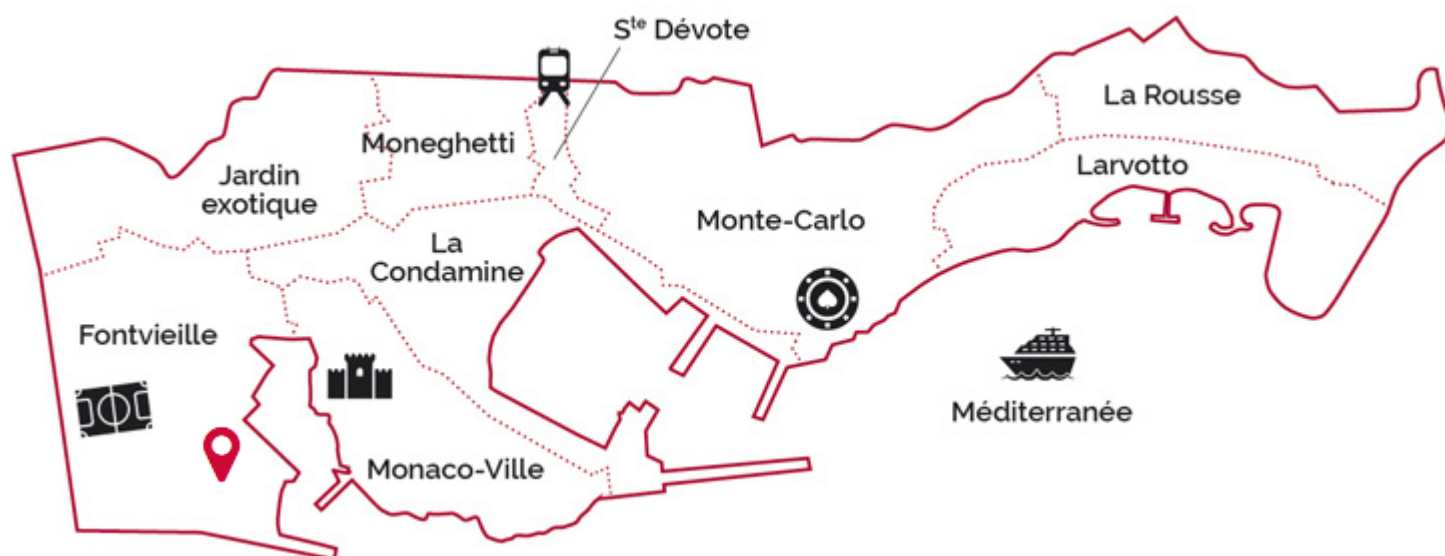 Sᵗᵉ Dévote
La Rousse
Moneghetti
Larvotto
Jardin
exotique
Monte-Carlo
La
Condamine
Fontvieille
Méditerranée
Monaco-Ville